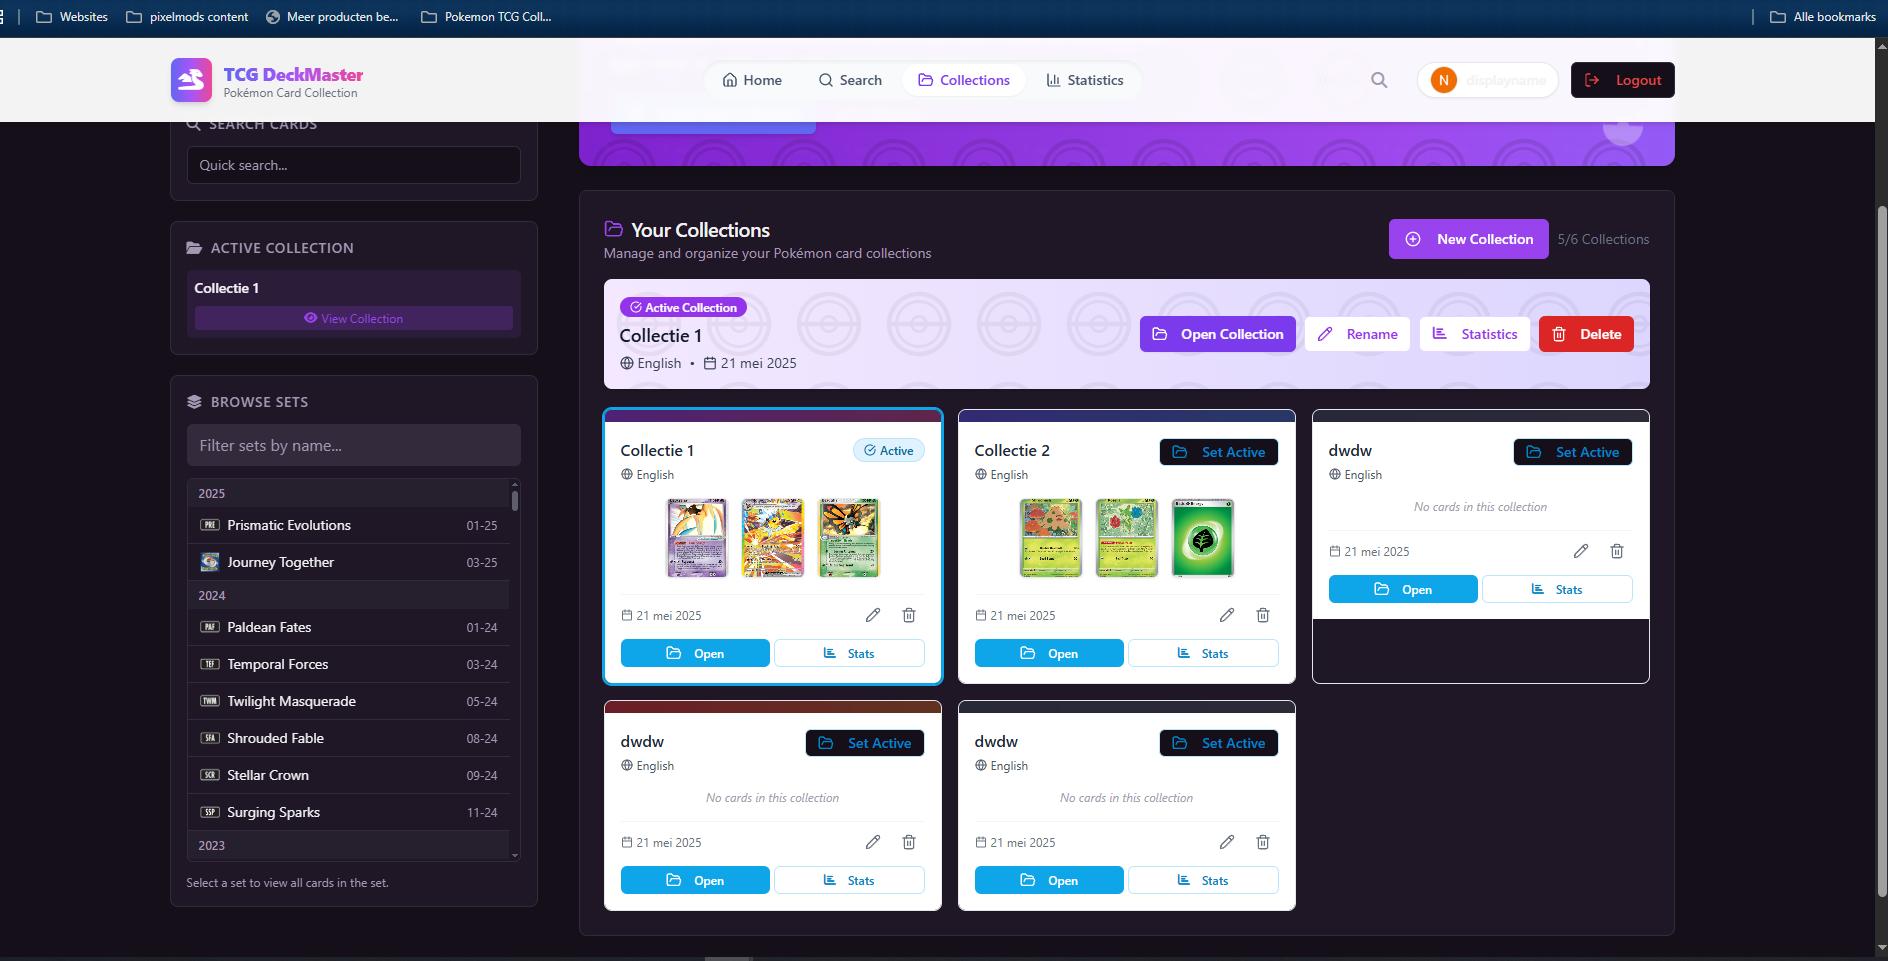 Websites
pixelmods content
Meer producten be...
Pokemon TCG Coll...
Alle bookmarks
TCG DeckMaster
Pokémon Card Collection
Home
Search
Collections
Statistics
N
displayname
Logout
SEARCH CARDS
Quick search...
ACTIVE COLLECTION
Collectie 1
View Collection
BROWSE SETS
Filter sets by name...
2025
PRE Prismatic Evolutions 01-25
Journey Together 03-25
2024
PAF Paldean Fates 01-24
TEF Temporal Forces 03-24
TWM Twilight Masquerade 05-24
SFA Shrouded Fable 08-24
SCR Stellar Crown 09-24
SSP Surging Sparks 11-24
2023
Select a set to view all cards in the set.
Your Collections
Manage and organize your Pokémon card collections
New Collection
5/6 Collections
Active Collection
Collectie 1
English • 21 mei 2025
Open Collection
Rename
Statistics
Delete
Collectie 1
Active
English
21 mei 2025
Open
Stats
Collectie 2
Set Active
English
21 mei 2025
Open
Stats
dwdw
Set Active
English
No cards in this collection
21 mei 2025
Open
Stats
dwdw
Set Active
English
No cards in this collection
21 mei 2025
Open
Stats
dwdw
Set Active
English
No cards in this collection
21 mei 2025
Open
Stats